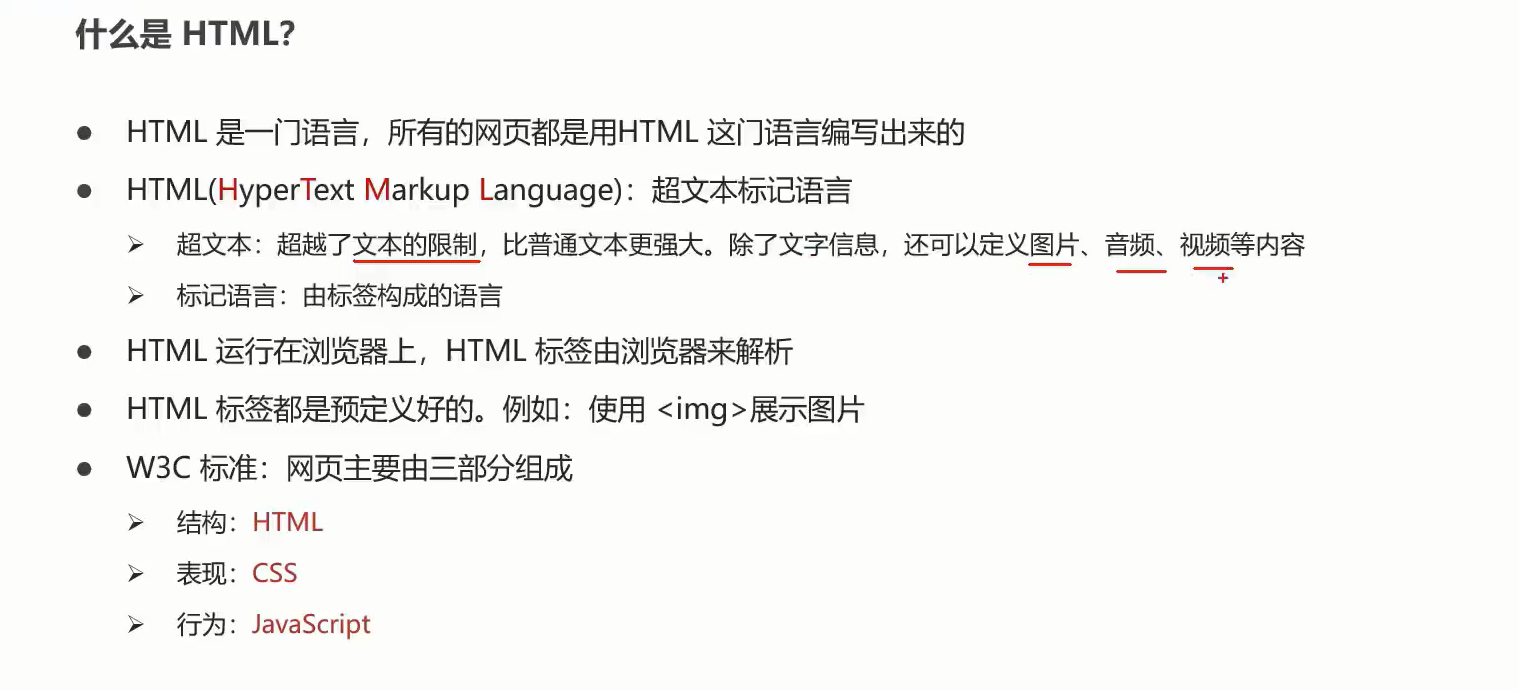 什么是 HTML?
● HTML 是一门语言，所有的网页都是用HTML 这门语言编写出来的
● HTML(HyperText Markup Language)：超文本标记语言
➢ 超文本：超越了文本的限制，比普通文本更强大。除了文字信息，还可以定义图片、音频、视频等内容
➢ 标记语言：由标签构成的语言
● HTML 运行在浏览器上，HTML 标签由浏览器来解析
● HTML 标签都是预定义好的。例如：使用 <img>展示图片
● W3C 标准：网页主要由三部分组成
➢ 结构：HTML
➢ 表现：CSS
➢ 行为：JavaScript